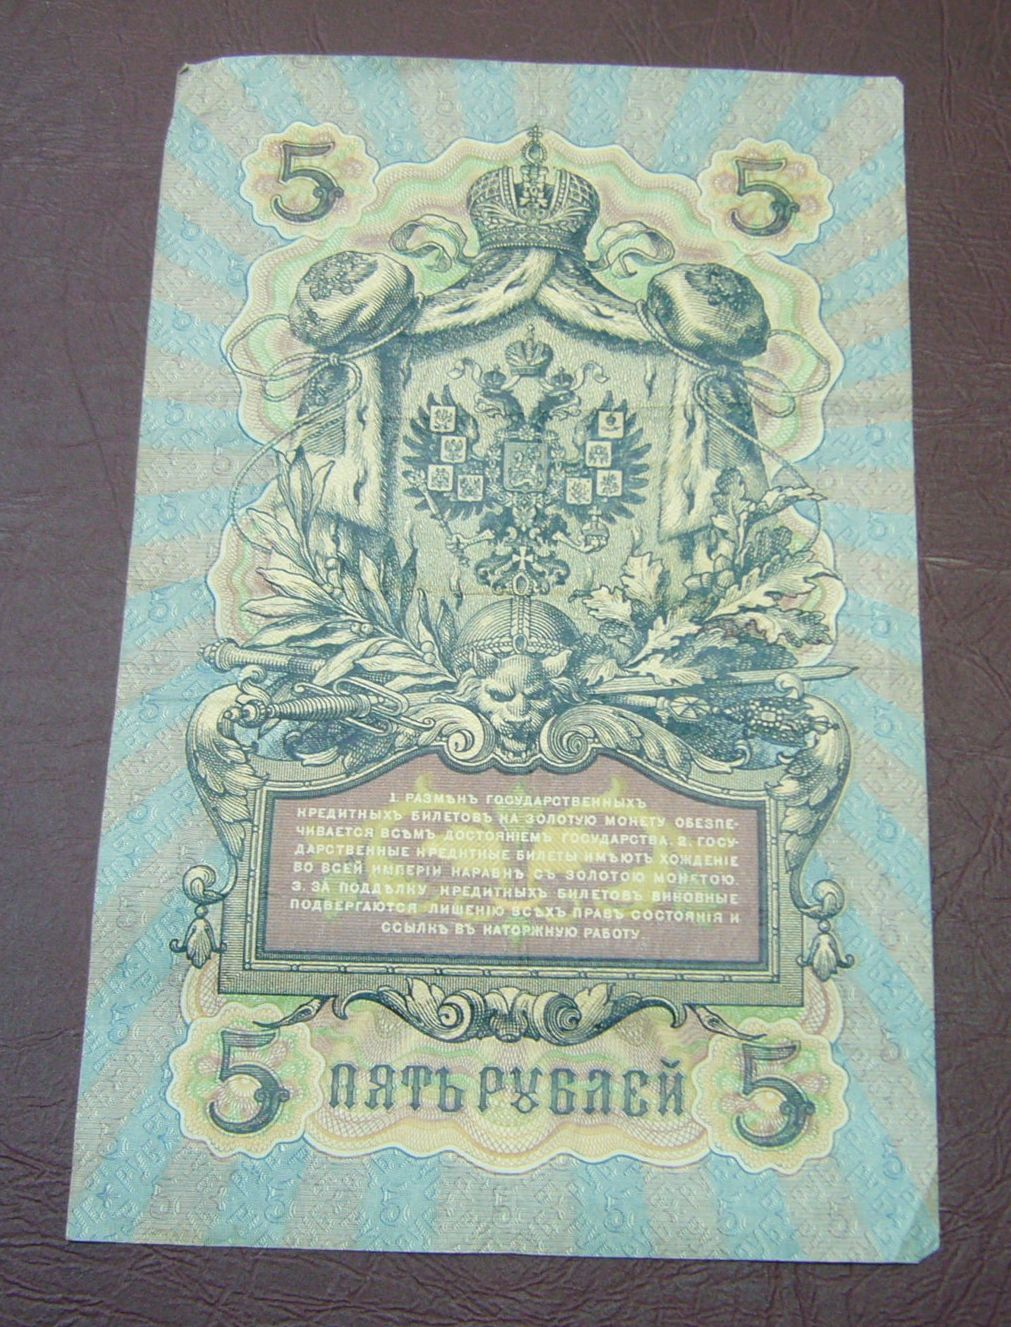 5 5
1. РАЗМѢНЪ ГОСУДАРСТВЕННЫХЪ
КРЕДИТНЫХЪ БИЛЕТОВЪ НА ЗОЛОТУЮ МОНЕТУ ОБЕЗПЕ-
ЧИВАЕТСЯ ВСѢМЪ ДОСТОЯНІЕМЪ ГОСУДАРСТВА. 2. ГОСУ-
ДАРСТВЕННЫЕ КРЕДИТНЫЕ БИЛЕТЫ ИМѢЮТЪ ХОЖДЕНІЕ
ВО ВСЕЙ ИМПЕРІИ НАРАВНѢ СЪ ЗОЛОТОЮ МОНЕТОЮ.
3. ЗА ПОДДѢЛКУ КРЕДИТНЫХЪ БИЛЕТОВЪ ВИНОВНЫЕ
ПОДВЕРГАЮТСЯ ЛИШЕНІЮ ВСѢХЪ ПРАВЪ СОСТОЯНІЯ И
ССЫЛКѢ ВЪ КАТОРЖНУЮ РАБОТУ.
5 ПЯТЬ РУБЛЕЙ 5